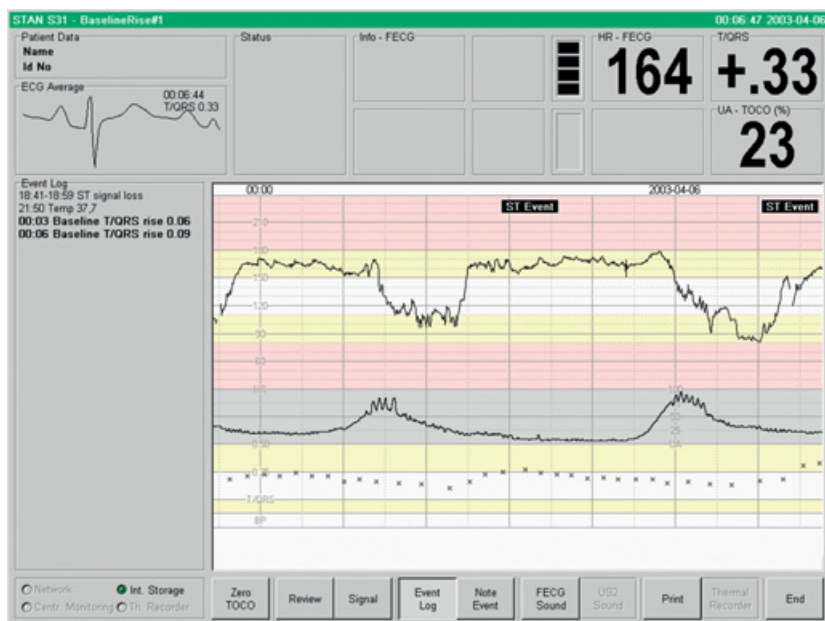 STAN S31 - BaselineRise#1 00:06:47 2003-04-06
Patient Data
Name
Id No
Status
Info - FECG
HR - FECG
164
T/QRS
+.33
ECG Average
00:06:44
T/QRS 0.33
UA - TOCO (%)
23
Event Log
18:41-18:59 ST signal loss
21:50 Temp 37,7
00:03 Baseline T/QRS rise 0.06
00:06 Baseline T/QRS rise 0.09
00:00 2003-04-06
ST Event ST Event
210
180
150
120
90
60
100 100
UA
0.50
0.25
T/QRS
BP
Network Int. Storage
Centr. Monitoring Th. Recorder
Zero TOCO
Review
Signal
Event Log
Note Event
FECG Sound
US2 Sound
Print
Thermal Recorder
End